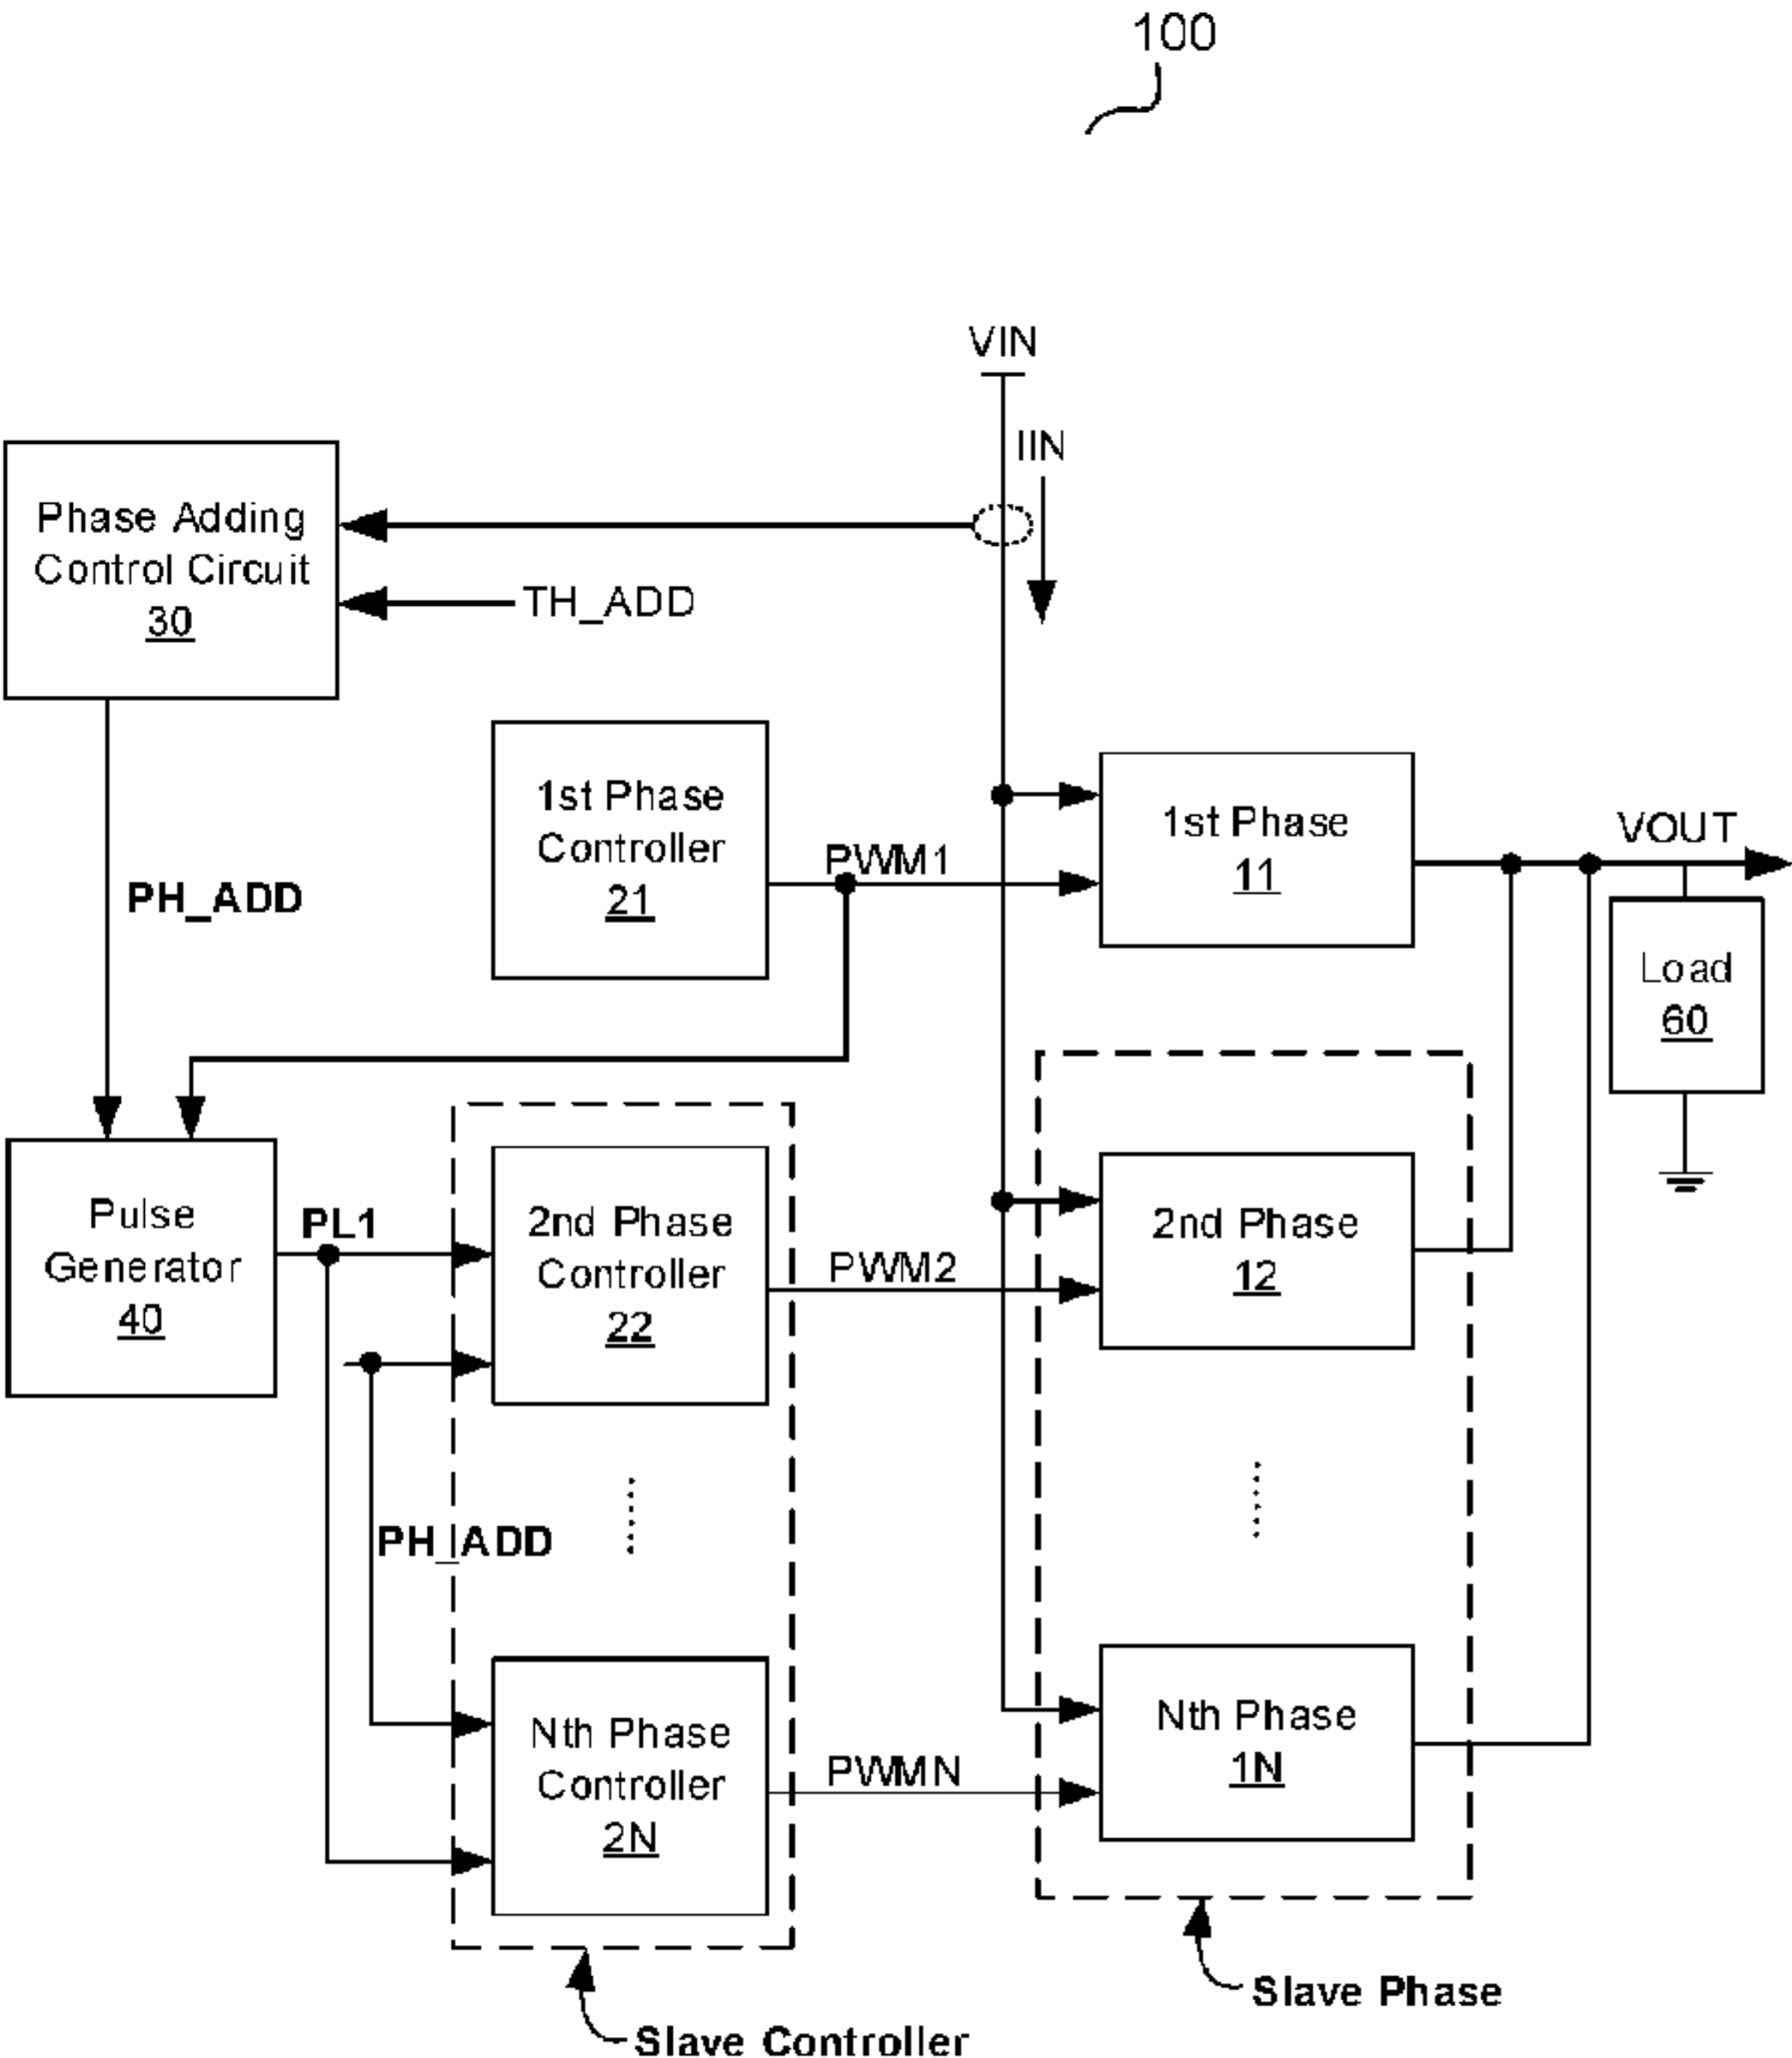 100
VIN
IIN
Phase Adding
Control Circuit
30
TH_ADD
1st Phase
Controller
21
PWM1
1st Phase
11
VOUT
PH_ADD
Load
60
Pulse
Generator
40
PL1
2nd Phase
Controller
22
PWM2
2nd Phase
12
PH_ADD
Nth Phase
Controller
2N
PWMN
Nth Phase
1N
Slave Phase
Slave Controller